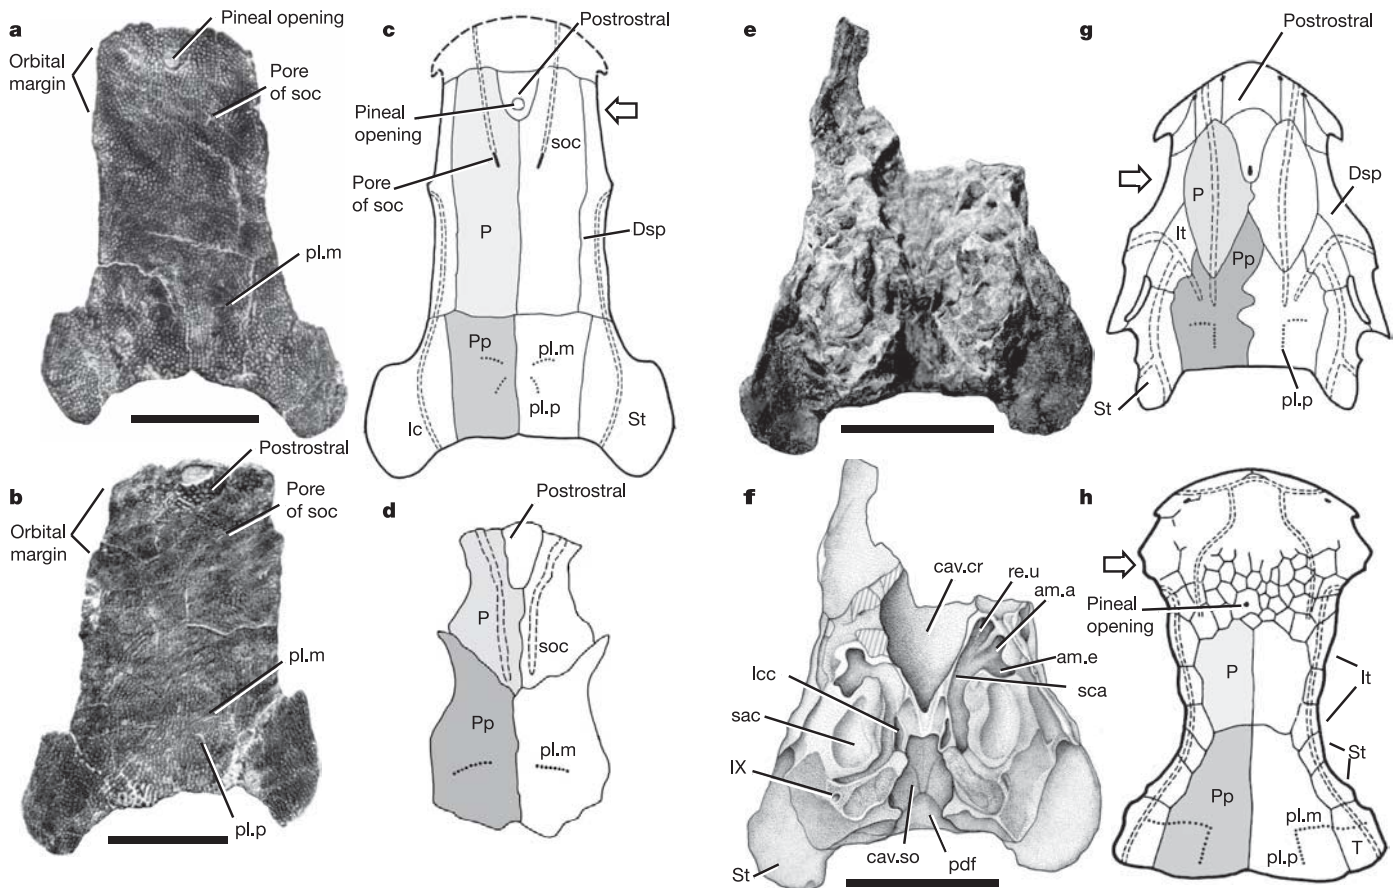 a
Pineal opening
Orbital
margin
Pore
of soc
pl.m
b
Postrostral
Orbital
margin
Pore
of soc
pl.m
pl.p
c
Postrostral
Pineal
opening
soc
Pore
of soc
P
Dsp
Pp
pl.m
pl.p
Ic
St
d
Postrostral
P
soc
Pp
pl.m
e
f
cav.cr
re.u
am.a
am.e
sca
lcc
sac
IX
St
cav.so
pdf
g
Postrostral
Dsp
P
It
Pp
St
pl.p
h
Pineal
opening
P
It
St
Pp
pl.m
pl.p
T